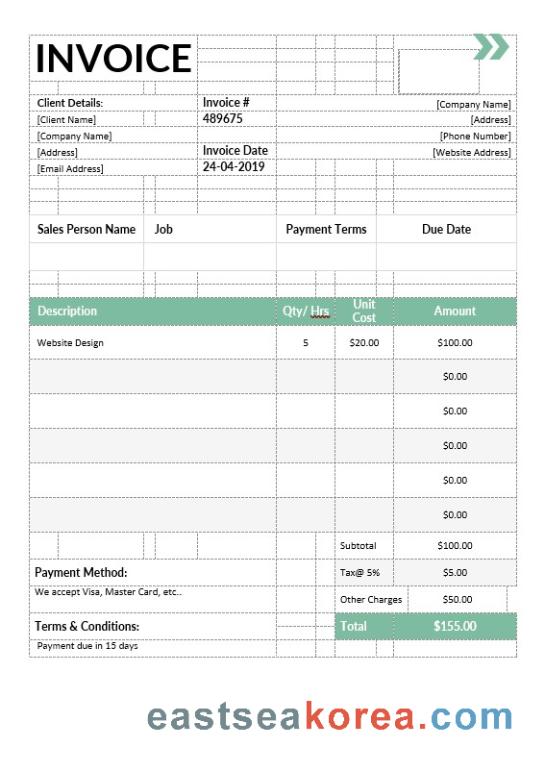 INVOICE
Client Details:
Invoice #
[Company Name]
[Client Name]
489675
[Address]
[Company Name]
[Phone Number]
[Address]
Invoice Date
[Website Address]
[Email Address]
24-04-2019
Sales Person Name Job Payment Terms Due Date
Description Qty/ Hrs Unit Cost Amount
Website Design 5 $20.00 $100.00
$0.00
$0.00
$0.00
$0.00
$0.00
Subtotal $100.00
Payment Method: Tax@ 5% $5.00
We accept Visa, Master Card, etc..
Other Charges $50.00
Terms & Conditions: Total $155.00
Payment due in 15 days
eastseakorea.com